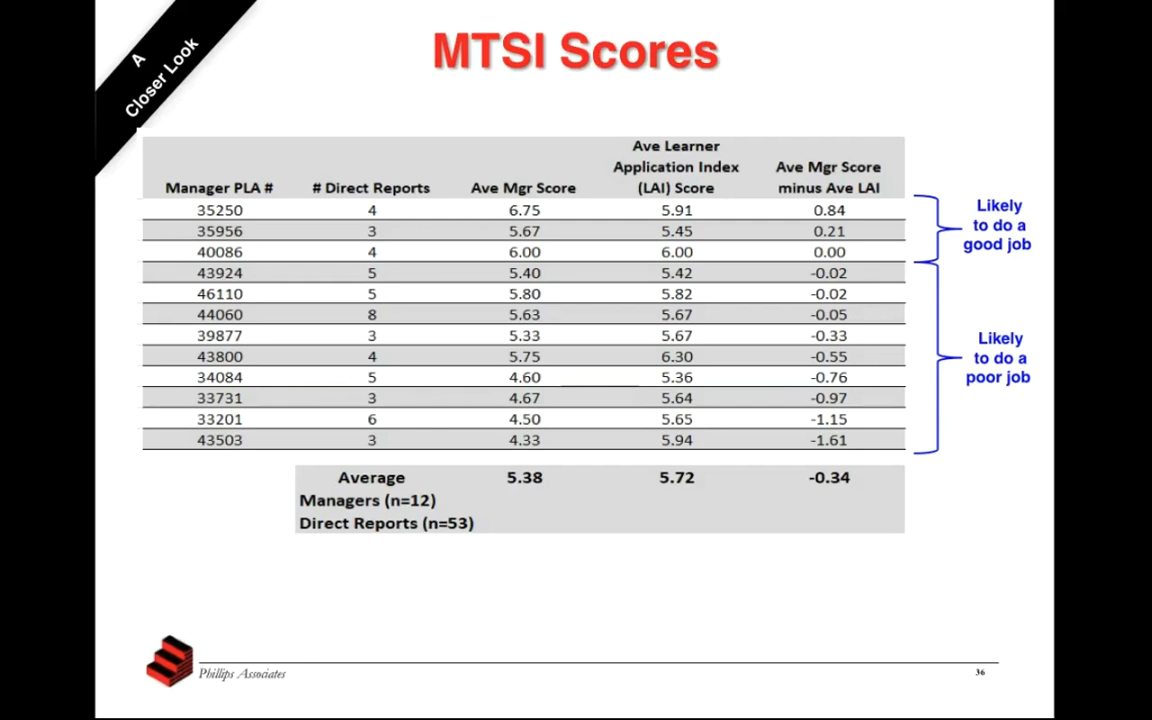 A
Closer Look
MTSI Scores
Ave Learner
Application Index Ave Mgr Score
Manager PLA # # Direct Reports Ave Mgr Score (LAI) Score minus Ave LAI
35250 4 6.75 5.91 0.84
35956 3 5.67 5.45 0.21
40086 4 6.00 6.00 0.00
43924 5 5.40 5.42 -0.02
46110 5 5.80 5.82 -0.02
44060 8 5.63 5.67 -0.05
39877 3 5.33 5.67 -0.33
43800 4 5.75 6.30 -0.55
34084 5 4.60 5.36 -0.76
33731 3 4.67 5.64 -0.97
33201 6 4.50 5.65 -1.15
43503 3 4.33 5.94 -1.61
Likely
to do a
good job
Likely
to do a
poor job
Average 5.38 5.72 -0.34
Managers (n=12)
Direct Reports (n=53)
Phillips Associates
36